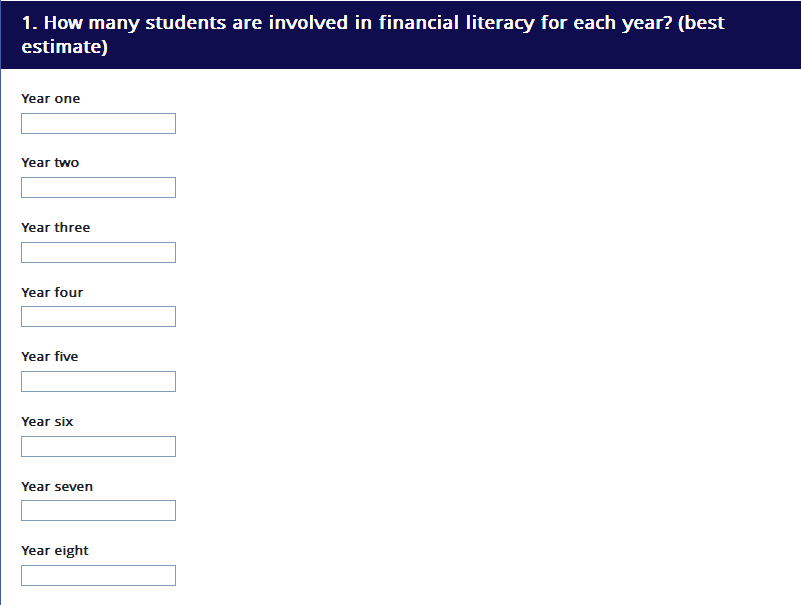 1. How many students are involved in financial literacy for each year? (best
estimate)
Year one
Year two
Year three
Year four
Year five
Year six
Year seven
Year eight